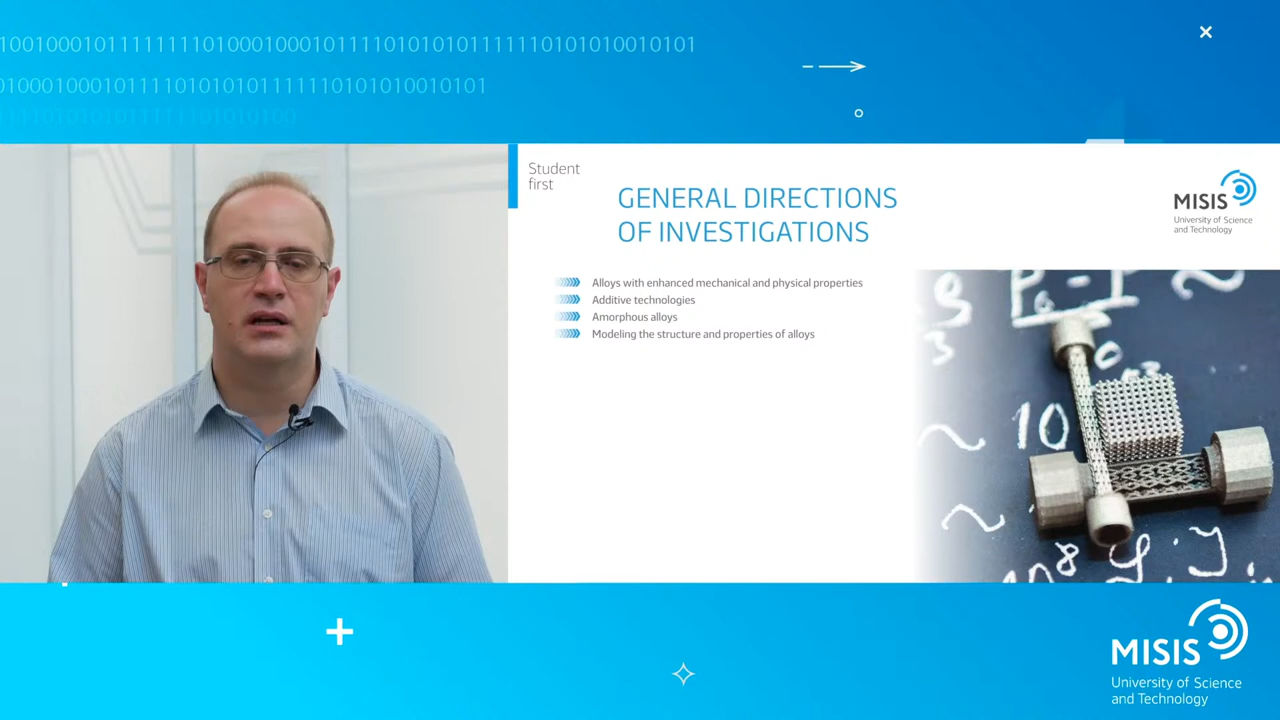 1001000101111111101000100010111101010101111110101010010101
01000100010111101010101111110101010010101
11110101010111111101010100
Student
first
GENERAL DIRECTIONS
OF INVESTIGATIONS
MISIS
University of Science
and Technology
Alloys with enhanced mechanical and physical properties
Additive technologies
Amorphous alloys
Modeling the structure and properties of alloys
~ 10
MISIS
University of Science
and Technology